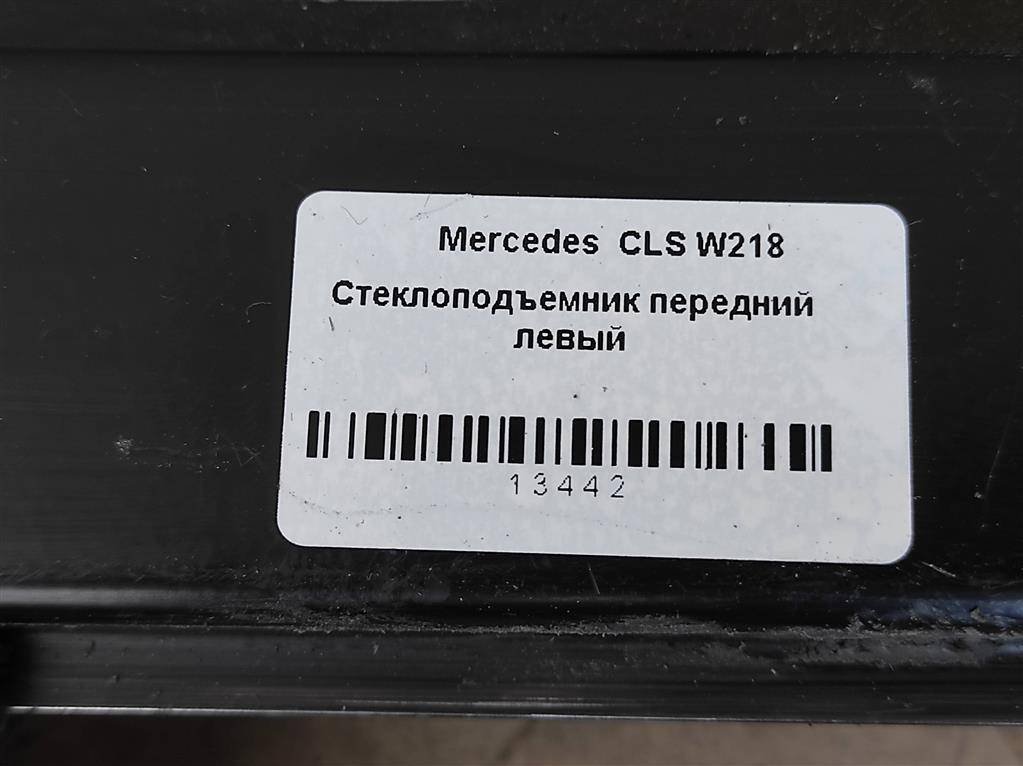 Mercedes CLS W218
Стеклоподъемник передний
левый
13442